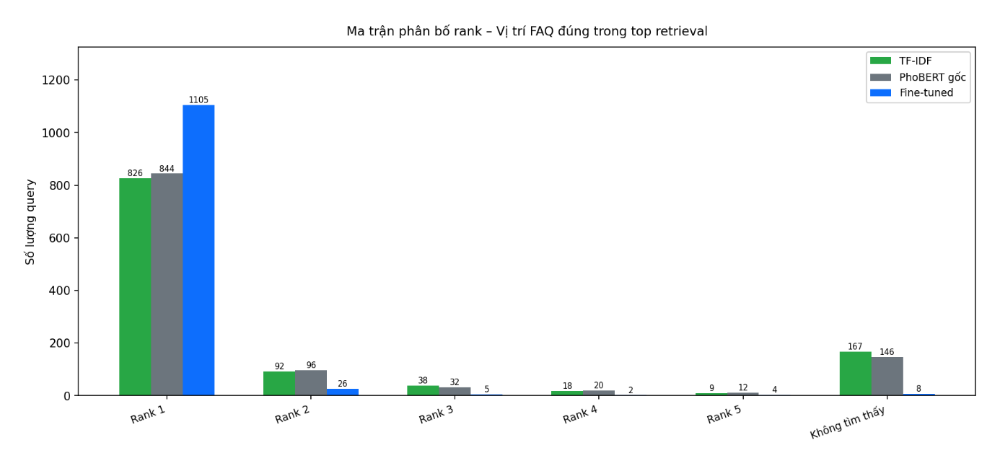 Ma trận phân bố rank – Vị trí FAQ đúng trong top retrieval
TF-IDF
PhoBERT gốc
Fine-tuned
Số lượng query
1200
1000
800
600
400
200
0
826 844 1105
92 96 26
38 32 5
18 20 2
9 12 4
167 146 8
Rank 1 Rank 2 Rank 3 Rank 4 Rank 5 Không tìm thấy